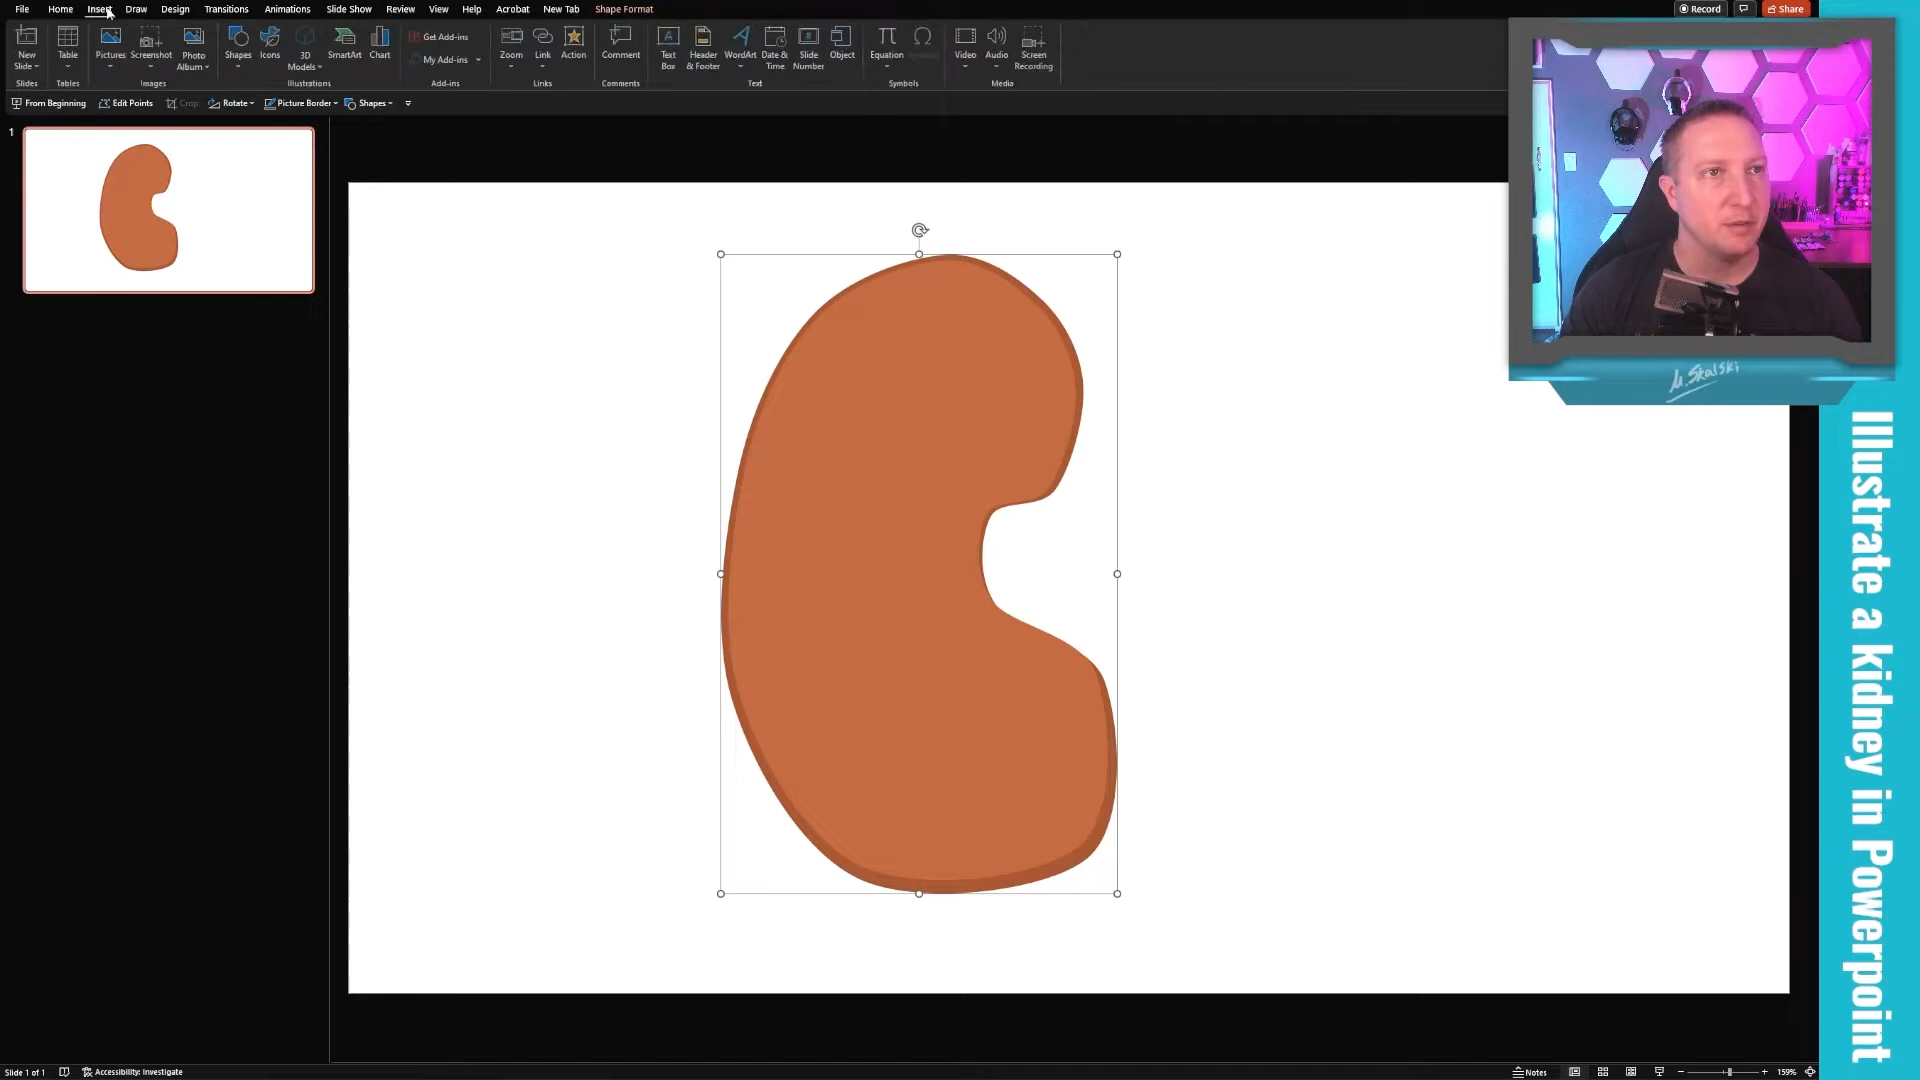 File Home Insert Draw Design Transitions Animations Slide Show Review View Help Acrobat New Tab Shape Format
Record Share
New Slide
Table
Pictures
Screenshot
Photo Album
Shapes
Icons
3D Models
SmartArt
Chart
Get Add-ins
My Add-ins
Zoom
Link
Action
Comment
Text Box
Header & Footer
WordArt
Date & Time
Slide Number
Object
Equation
Video
Audio
Screen Recording
Slides Tables Images Illustrations Add-ins Links Comments Text Symbols Media
From Beginning Edit Points Crop Rotate Picture Border Shapes
1
M. Skalski
Illustrate a kidney in Powerpoint
Slide 1 of 1 Accessibility: Investigate Notes 159%